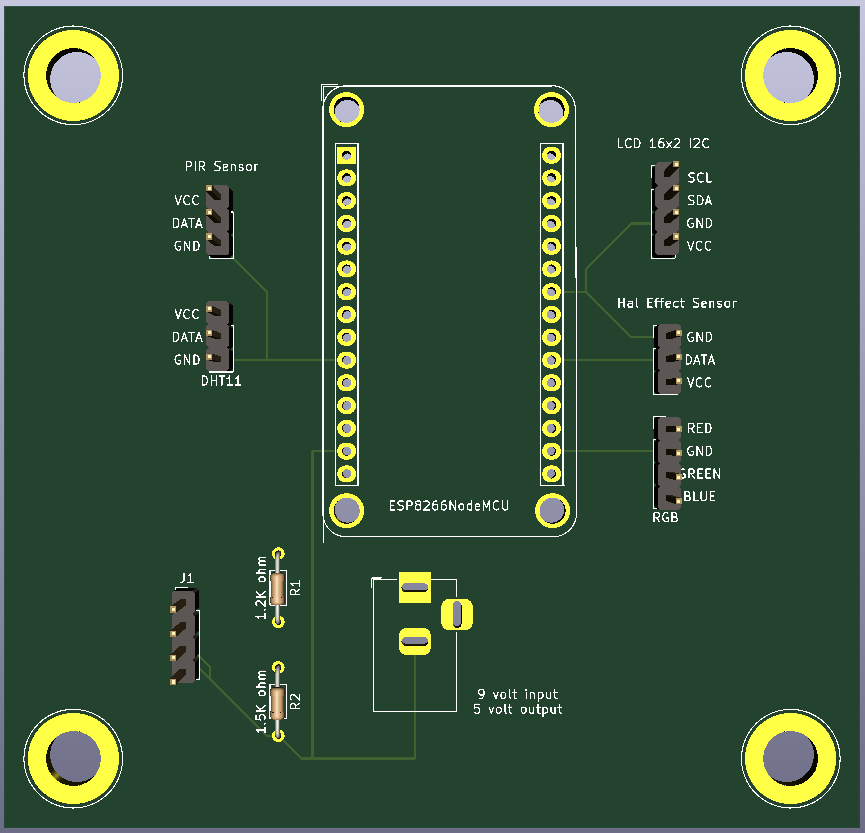 PIR Sensor
VCC
DATA
GND
VCC
DATA
GND
DHT11
LCD 16x2 I2C
SCL
SDA
GND
VCC
Hal Effect Sensor
GND
DATA
VCC
RED
GND
GREEN
BLUE
RGB
ESP8266NodeMCU
J1
1.2K ohm
R1
1.5K ohm
R2
9 volt input
5 volt output